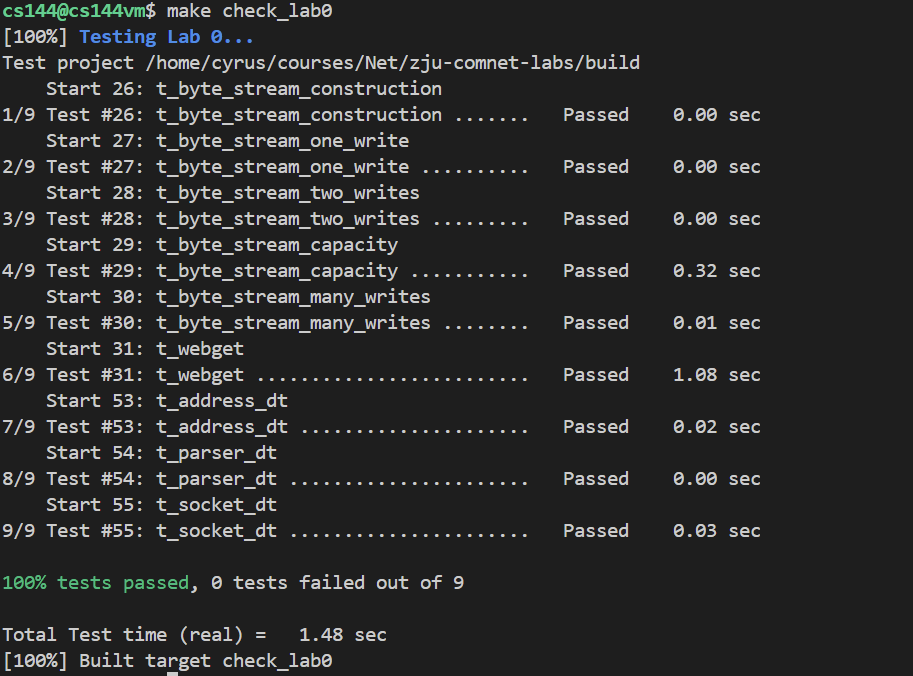 cs144@cs144vm$ make check_lab0
[100%] Testing Lab 0...
Test project /home/cyrus/courses/Net/zju-comnet-labs/build
    Start 26: t_byte_stream_construction
1/9 Test #26: t_byte_stream_construction .......   Passed    0.00 sec
    Start 27: t_byte_stream_one_write
2/9 Test #27: t_byte_stream_one_write ..........   Passed    0.00 sec
    Start 28: t_byte_stream_two_writes
3/9 Test #28: t_byte_stream_two_writes .........   Passed    0.00 sec
    Start 29: t_byte_stream_capacity
4/9 Test #29: t_byte_stream_capacity ...........   Passed    0.32 sec
    Start 30: t_byte_stream_many_writes
5/9 Test #30: t_byte_stream_many_writes ........   Passed    0.01 sec
    Start 31: t_webget
6/9 Test #31: t_webget .........................   Passed    1.08 sec
    Start 53: t_address_dt
7/9 Test #53: t_address_dt .....................   Passed    0.02 sec
    Start 54: t_parser_dt
8/9 Test #54: t_parser_dt ......................   Passed    0.00 sec
    Start 55: t_socket_dt
9/9 Test #55: t_socket_dt ......................   Passed    0.03 sec

100% tests passed, 0 tests failed out of 9

Total Test time (real) =   1.48 sec
[100%] Built target check_lab0